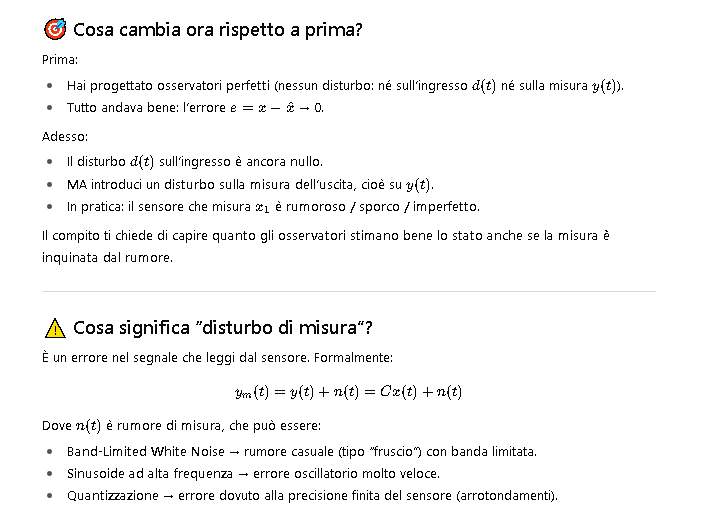 🎯 Cosa cambia ora rispetto a prima?
Prima:
• Hai progettato osservatori perfetti (nessun disturbo: né sull'ingresso d(t) né sulla misura y(t)).
• Tutto andava bene: l'errore e = x − x̂ → 0.
Adesso:
• Il disturbo d(t) sull'ingresso è ancora nullo.
• MA introduci un disturbo sulla misura dell'uscita, cioè su y(t).
• In pratica: il sensore che misura x₁ è rumoroso / sporco / imperfetto.
Il compito ti chiede di capire quanto gli osservatori stimano bene lo stato anche se la misura è
inquinata dal rumore.
⚠️ Cosa significa "disturbo di misura"?
È un errore nel segnale che leggi dal sensore. Formalmente:
yₘ(t) = y(t) + n(t) = Cx(t) + n(t)
Dove n(t) è rumore di misura, che può essere:
• Band-Limited White Noise → rumore casuale (tipo "fruscio") con banda limitata.
• Sinusoide ad alta frequenza → errore oscillatorio molto veloce.
• Quantizzazione → errore dovuto alla precisione finita del sensore (arrotondamenti).